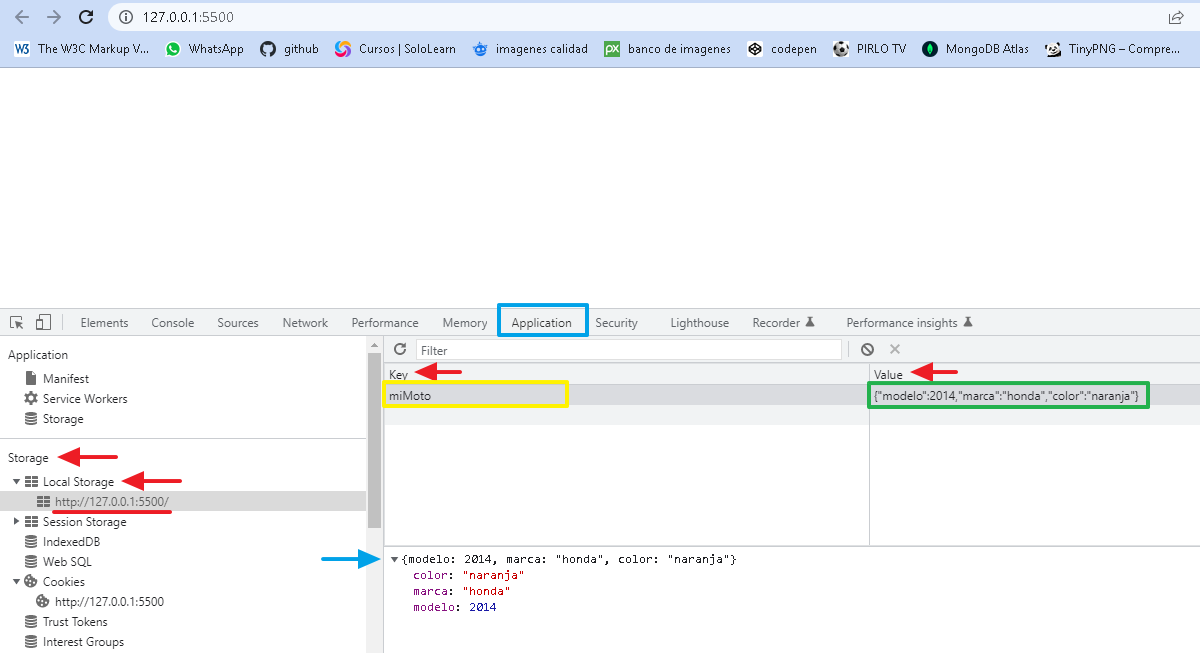 127.0.0.1:5500
The W3C Markup V... WhatsApp github Cursos | SoloLearn imagenes calidad banco de imagenes codepen PIRLO TV MongoDB Atlas TinyPNG – Compre...
Elements Console Sources Network Performance Memory Application Security Lighthouse Recorder Performance insights
Application
Manifest
Service Workers
Storage
Storage
Local Storage
http://127.0.0.1:5500/
Session Storage
IndexedDB
Web SQL
Cookies
http://127.0.0.1:5500
Trust Tokens
Interest Groups
Filter
Key Value
miMoto {"modelo":2014,"marca":"honda","color":"naranja"}
{modelo: 2014, marca: "honda", color: "naranja"}
color: "naranja"
marca: "honda"
modelo: 2014